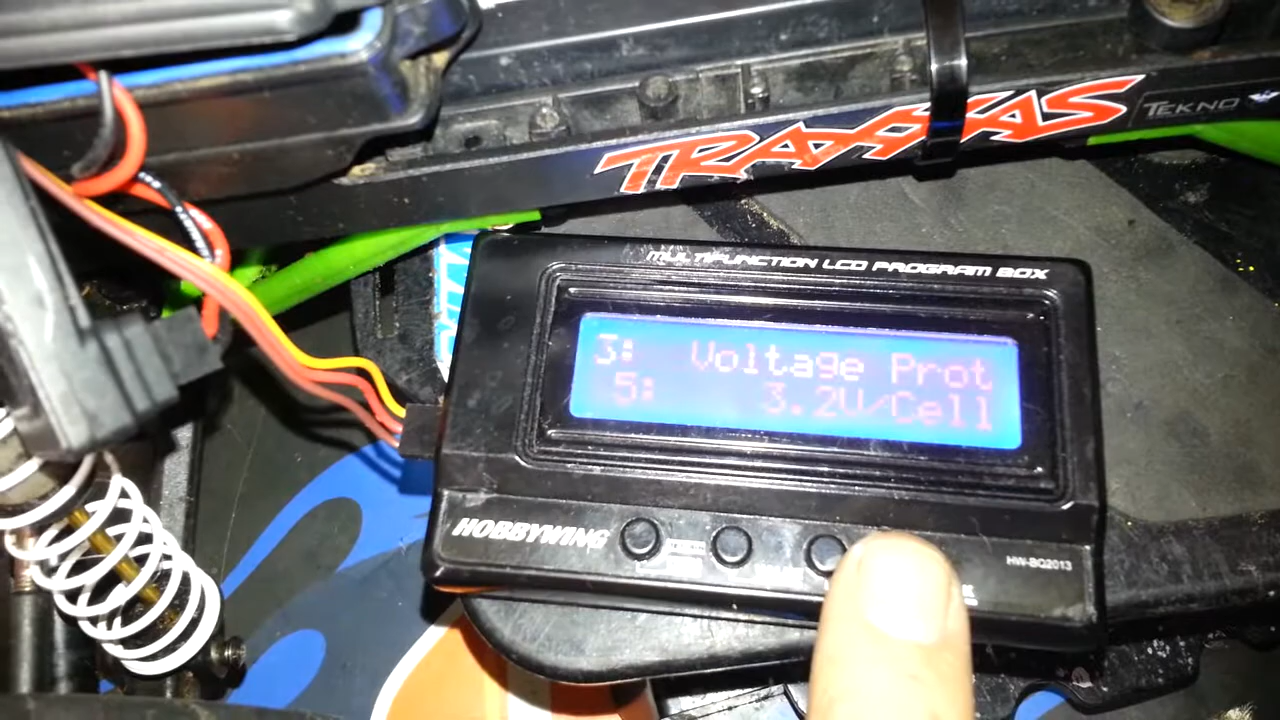 TRAXXAS
TEKNO
MULTIFUNCTION LCD PROGRAM BOX
3: Voltage Prot
5: 3.2V/Cell
HOBBYWING
HW-BQ2013